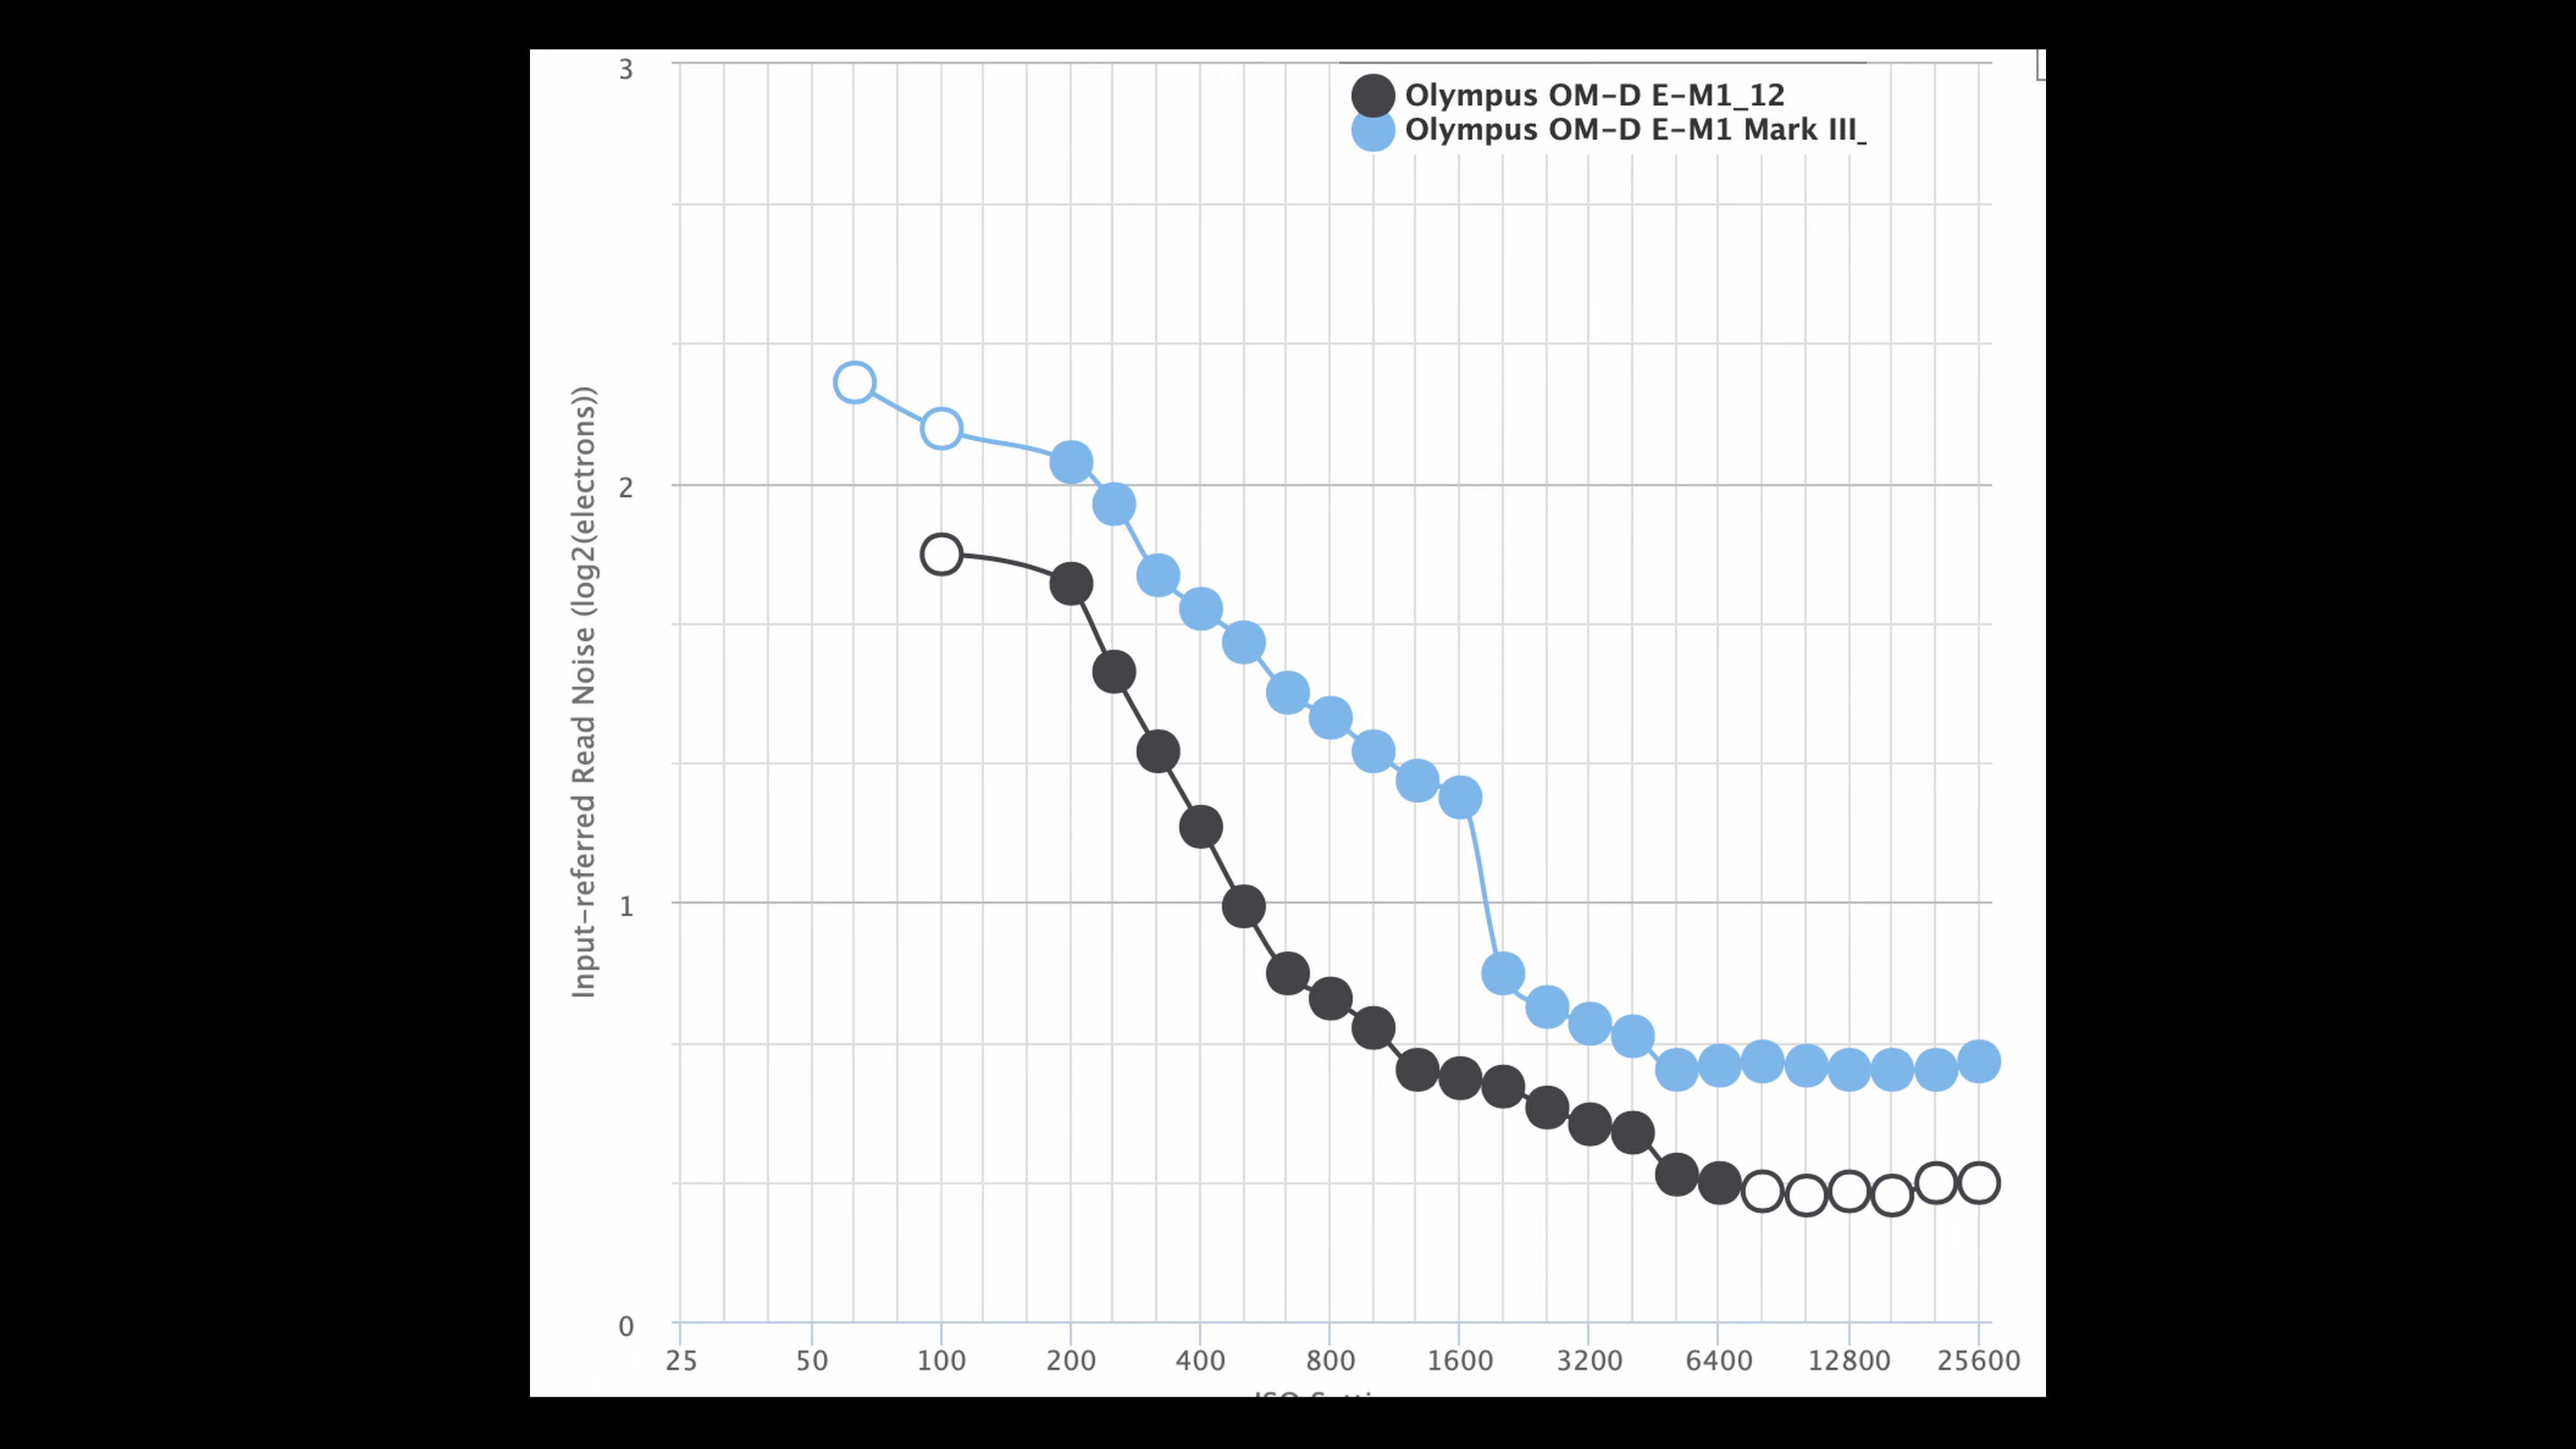 3
Olympus OM-D E-M1_12
Olympus OM-D E-M1 Mark III_
2
Input-referred Read Noise (log2(electrons))
1
0
25 50 100 200 400 800 1600 3200 6400 12800 25600